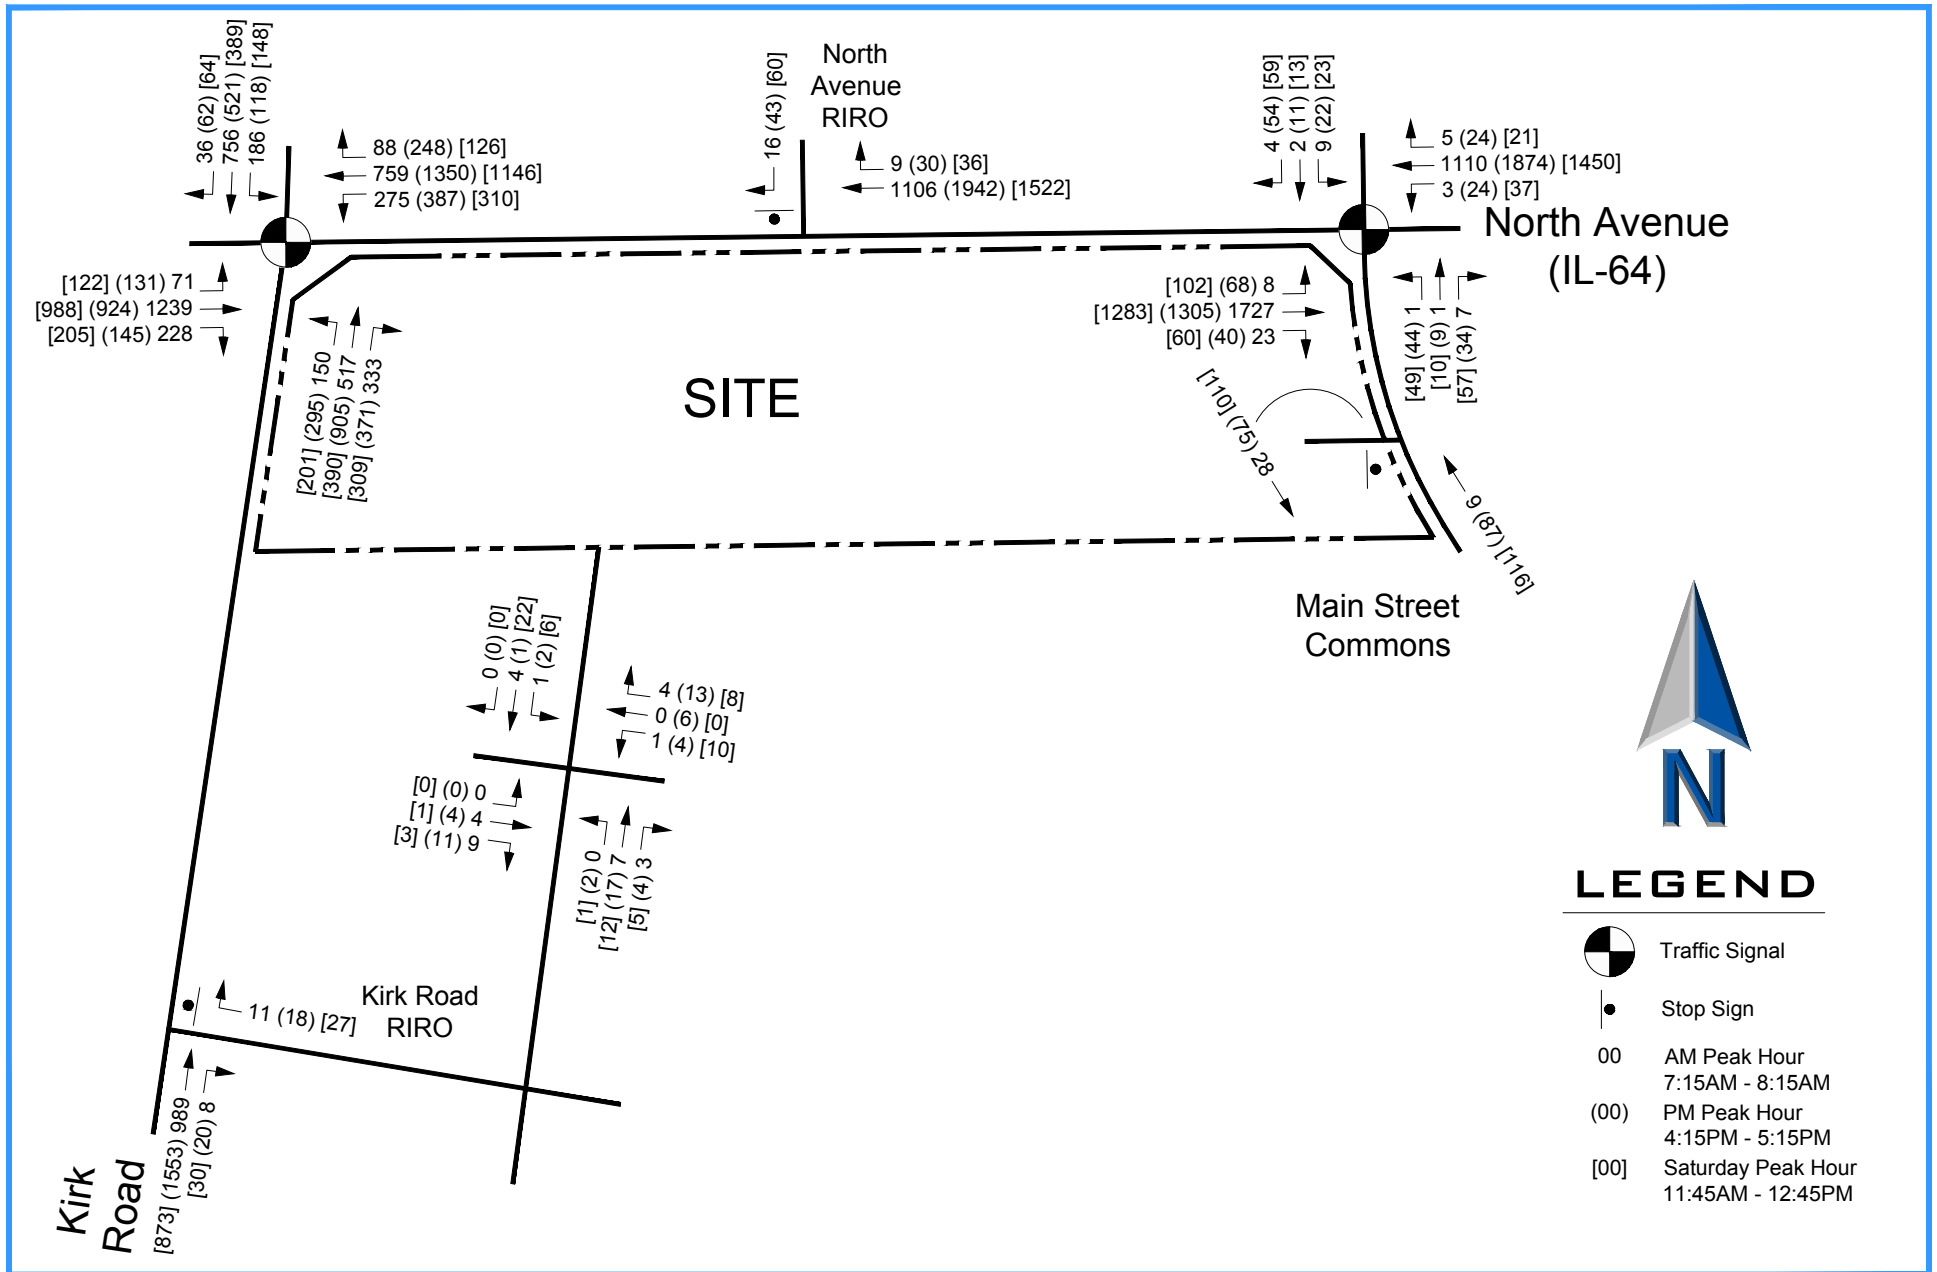 36 (62) [64]
756 (521) [389]
186 (118) [148]
88 (248) [126]
759 (1350) [1146]
275 (387) [310]
[122] (131) 71
[988] (924) 1239
[205] (145) 228
[201] (295) 150
[390] (905) 517
[309] (371) 333
16 (43) [60]
North
Avenue
RIRO
9 (30) [36]
1106 (1942) [1522]
4 (54) [59]
2 (11) [13]
9 (22) [23]
5 (24) [21]
1110 (1874) [1450]
3 (24) [37]
North Avenue
(IL-64)
[102] (68) 8
[1283] (1305) 1727
[60] (40) 23
[49] (44) 1
[10] (9) 1
[57] (34) 7
SITE
[110] (75) 28
9 (87) [116]
Main Street
Commons
0 (0) [0]
4 (1) [22]
1 (2) [6]
4 (13) [8]
0 (6) [0]
1 (4) [10]
[0] (0) 0
[1] (4) 4
[3] (11) 9
[1] (2) 0
[12] (17) 7
[5] (4) 3
11 (18) [27]
Kirk Road
RIRO
[873] (1553) 989
[30] (20) 8
Kirk
Road
N
LEGEND
Traffic Signal
Stop Sign
00 AM Peak Hour
7:15AM - 8:15AM
(00) PM Peak Hour
4:15PM - 5:15PM
[00] Saturday Peak Hour
11:45AM - 12:45PM